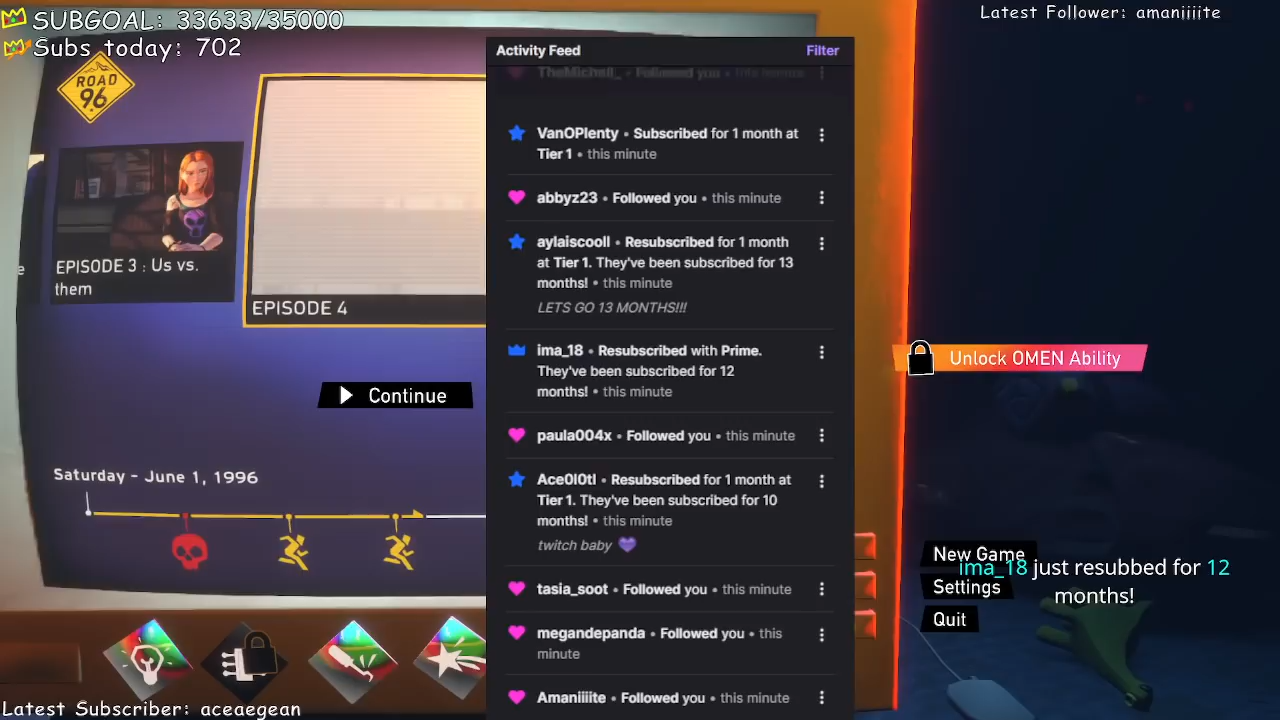 SUBGOAL: 33633/35000
Subs today: 702
Latest Follower: amaniiiite
Activity Feed
Filter
TheMichell_ • Followed you • this minute
ROAD
96
VanOPlenty • Subscribed for 1 month at
Tier 1 • this minute
abbyz23 • Followed you • this minute
aylaiscooll • Resubscribed for 1 month
at Tier 1. They've been subscribed for 13
months! • this minute
LETS GO 13 MONTHS!!!
ima_18 • Resubscribed with Prime.
They've been subscribed for 12
months! • this minute
paula004x • Followed you • this minute
Ace0l0tl • Resubscribed for 1 month at
Tier 1. They've been subscribed for 10
months! • this minute
twitch baby
tasia_soot • Followed you • this minute
megandepanda • Followed you • this
minute
Amaniiiite • Followed you • this minute
e
EPISODE 3 : Us vs.
them
EPISODE 4
Continue
Saturday - June 1, 1996
Unlock OMEN Ability
New Game
Settings
Quit
ima_18 just resubbed for 12
months!
Latest Subscriber: aceaegean